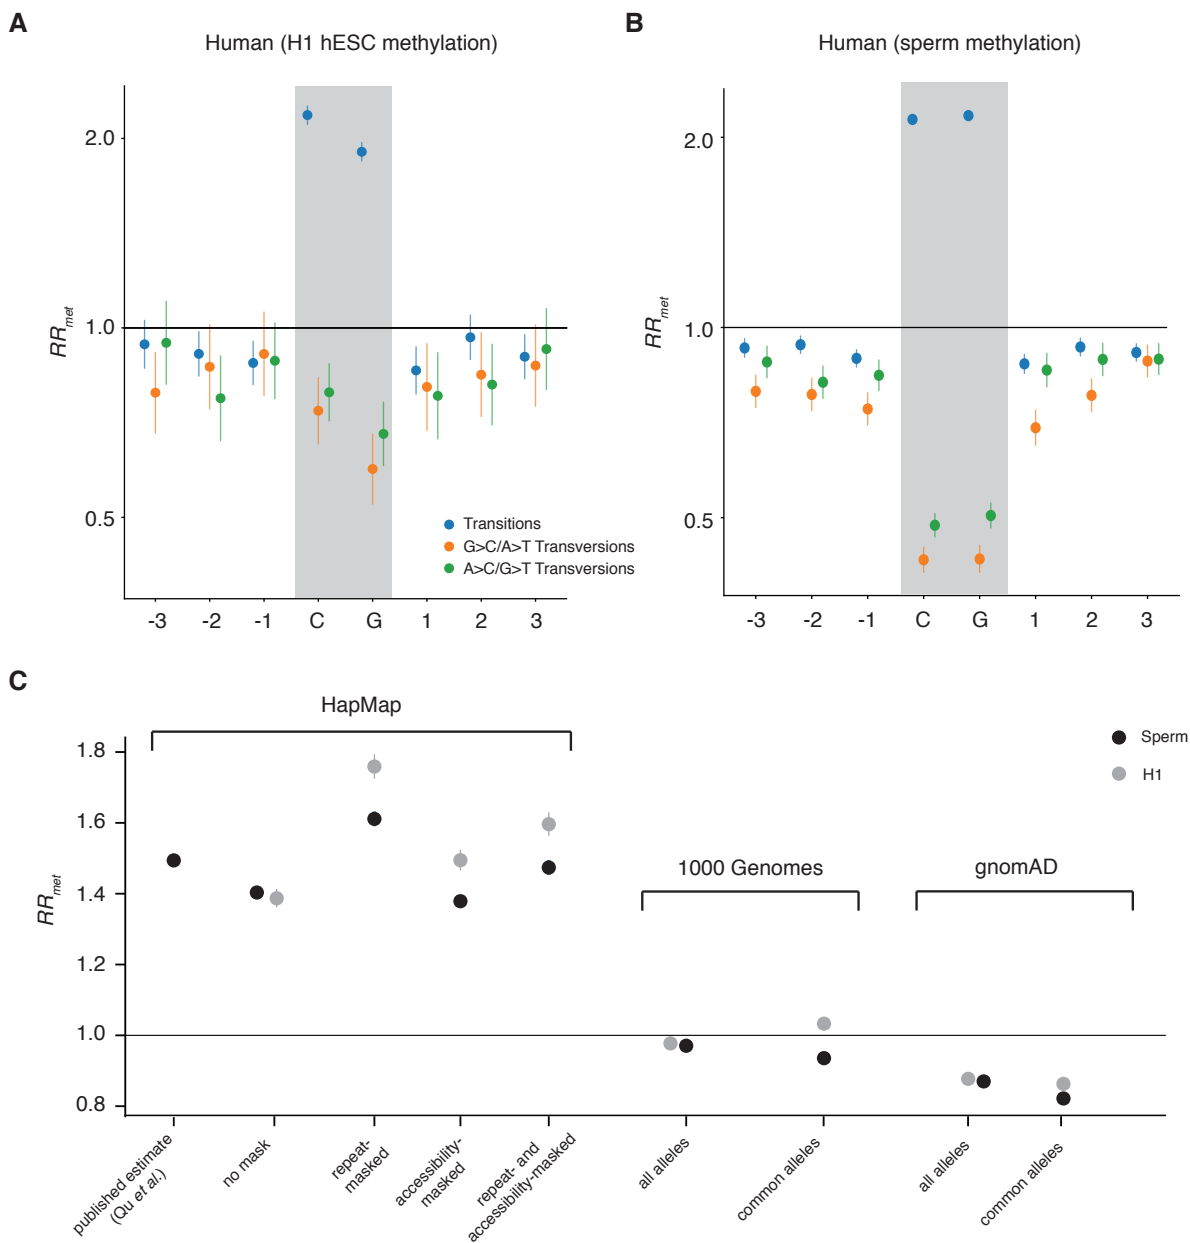 A
Human (H1 hESC methylation)
2.0
1.0
0.5
RRmet
-3 -2 -1 C G 1 2 3
Transitions
G>C/A>T Transversions
A>C/G>T Transversions
B
Human (sperm methylation)
2.0
1.0
0.5
RRmet
-3 -2 -1 C G 1 2 3
C
HapMap
1000 Genomes
gnomAD
Sperm
H1
1.8
1.6
1.4
1.2
1.0
0.8
RRmet
published estimate
(Qu et al.)
no mask
repeat-
masked
accessibility-
masked
repeat- and
accessibility-masked
all alleles
common alleles
all alleles
common alleles